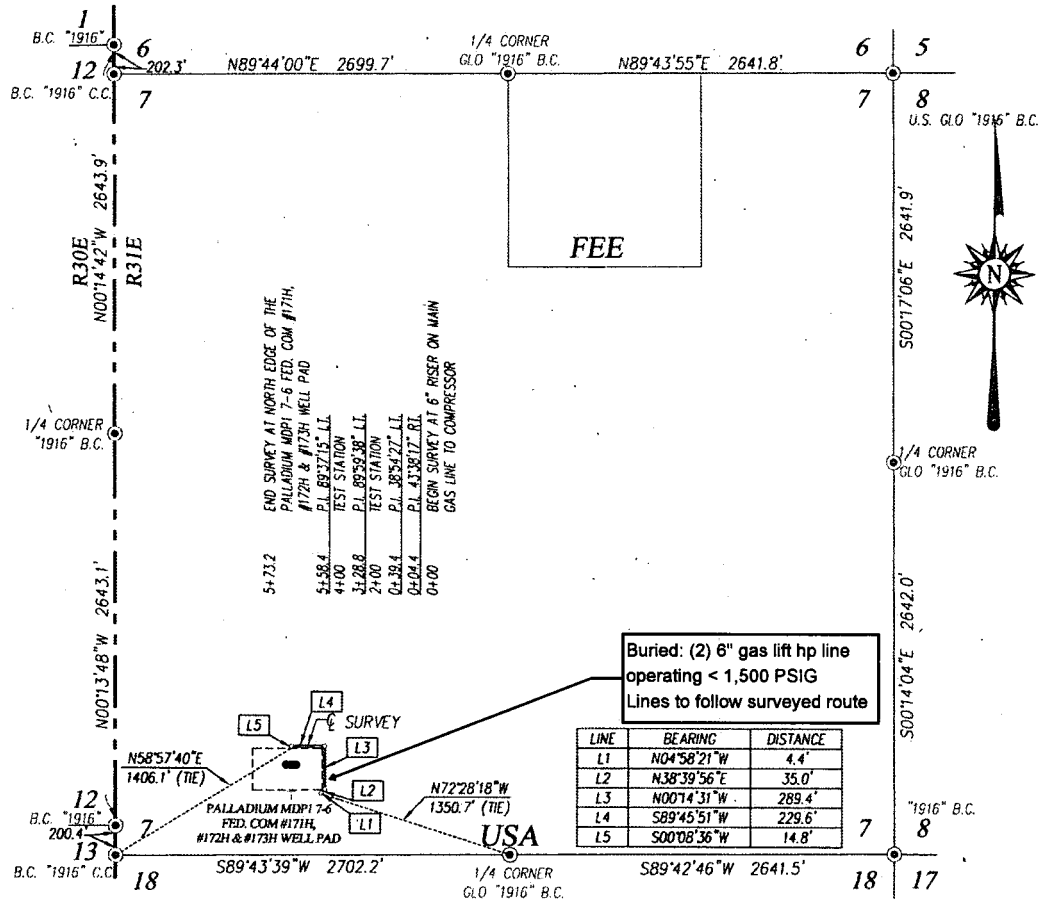 1
B.C. "1916"
6
12
202.3'
N89°44'00"E 2699.7'
1/4 CORNER
GLO "1916" B.C.
N89°43'55"E 2641.8'
6 5
B.C. "1916" C.C.
7
7 8
U.S. GLO "1916" B.C.
N00°14'42"W 2643.9'
R30E
R31E
FEE
S00°17'06"E 2641.9'
N
1/4 CORNER
"1916" B.C.
1/4 CORNER
GLO "1916" B.C.
5+73.2 END SURVEY AT NORTH EDGE OF THE
PALLADIUM MDP1 7-6 FED. COM #171H,
#172H & #173H WELL PAD
5+58.4 P.I. 89°37'15" LT.
4+00 TEST STATION
3+28.8 P.I. 89°59'38" LT.
2+00 TEST STATION
0+39.4 P.I. 38°54'27" LT.
0+04.4 P.I. 43°38'17" RT.
0+00 BEGIN SURVEY AT 6" RISER ON MAIN
GAS LINE TO COMPRESSOR
N00°13'48"W 2643.1'
S00°14'04"E 2642.0'
Buried: (2) 6" gas lift hp line
operating < 1,500 PSIG
Lines to follow surveyed route
L4
L5
SURVEY
L3
L2
L1
N58°57'40"E
1406.1' (TIE)
N72°28'18"W
1350.7' (TIE)
PALLADIUM MDP1 7-6
FED. COM #171H,
#172H & #173H WELL PAD
USA
LINE BEARING DISTANCE
L1 N04°58'21"W 4.4'
L2 N38°39'56"E 35.0'
L3 N00°14'31"W 289.4'
L4 S89°45'51"W 229.6'
L5 S00°08'36"W 14.8'
12
B.C. "1916"
200.4'
7
13
B.C. "1916" C.C.
18
S89°43'39"W 2702.2'
1/4 CORNER
GLO "1916" B.C.
S89°42'46"W 2641.5'
"1916" B.C.
7 8
18 17